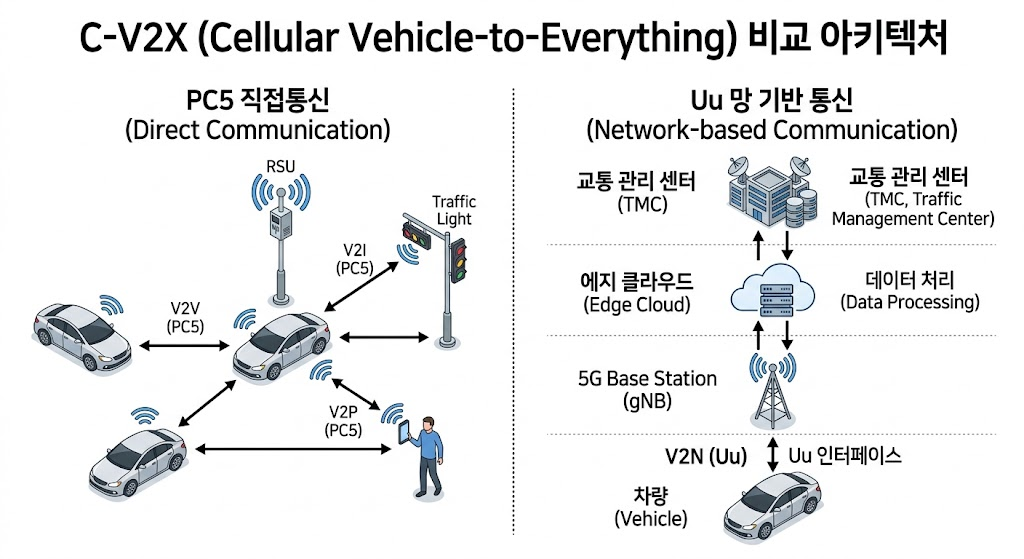 C-V2X (Cellular Vehicle-to-Everything) 비교 아키텍처
PC5 직접통신
(Direct Communication)
RSU
Traffic
Light
V2I
(PC5)
V2V
(PC5)
V2P
(PC5)
Uu 망 기반 통신
(Network-based Communication)
교통 관리 센터
(TMC)
교통 관리 센터
(TMC, Traffic
Management Center)
에지 클라우드
(Edge Cloud)
데이터 처리
(Data Processing)
5G Base Station
(gNB)
V2N (Uu)
Uu 인터페이스
차량
(Vehicle)